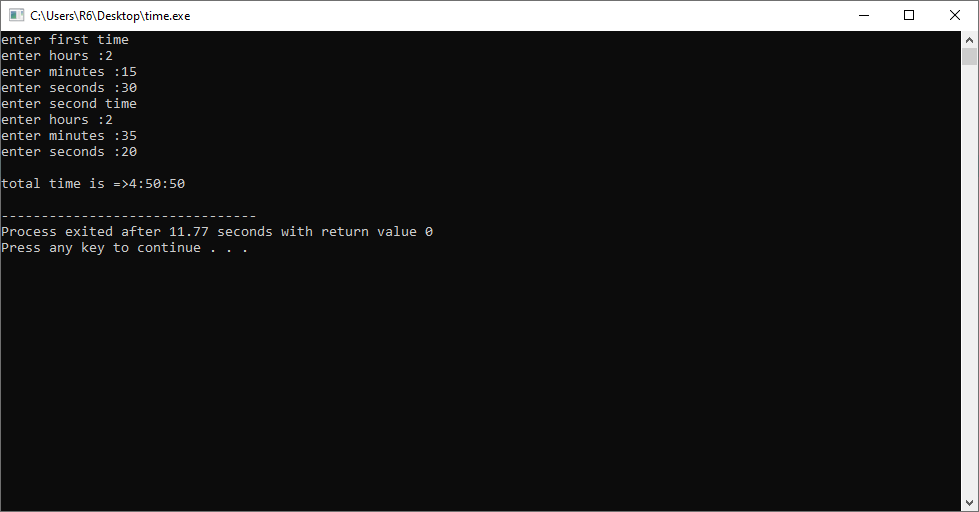 C:\Users\R6\Desktop\time.exe
enter first time
enter hours :2
enter minutes :15
enter seconds :30
enter second time
enter hours :2
enter minutes :35
enter seconds :20
total time is =>4:50:50
--------------------------------
Process exited after 11.77 seconds with return value 0
Press any key to continue . . .